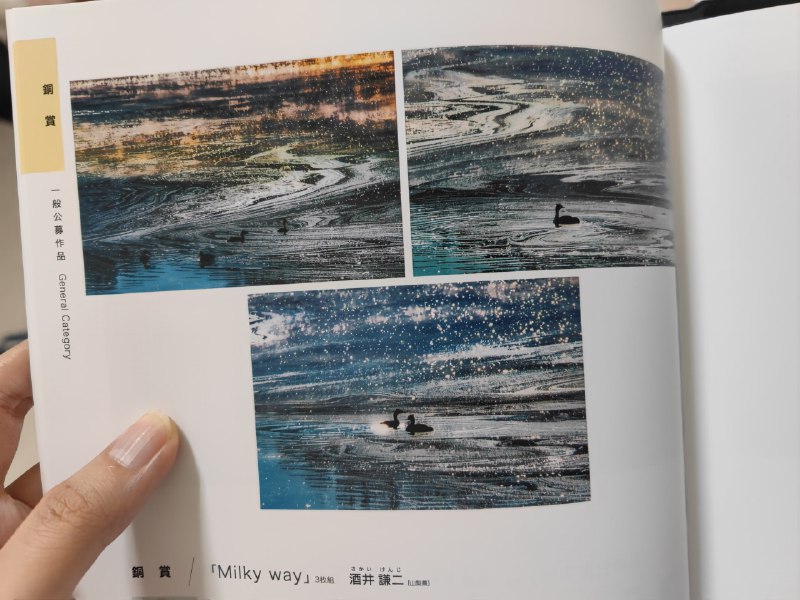 銅賞
一般公募作品 General Category
さかい けんじ
銅賞 / 「Milky way」 3枚組 酒井 謙二 [山梨県]